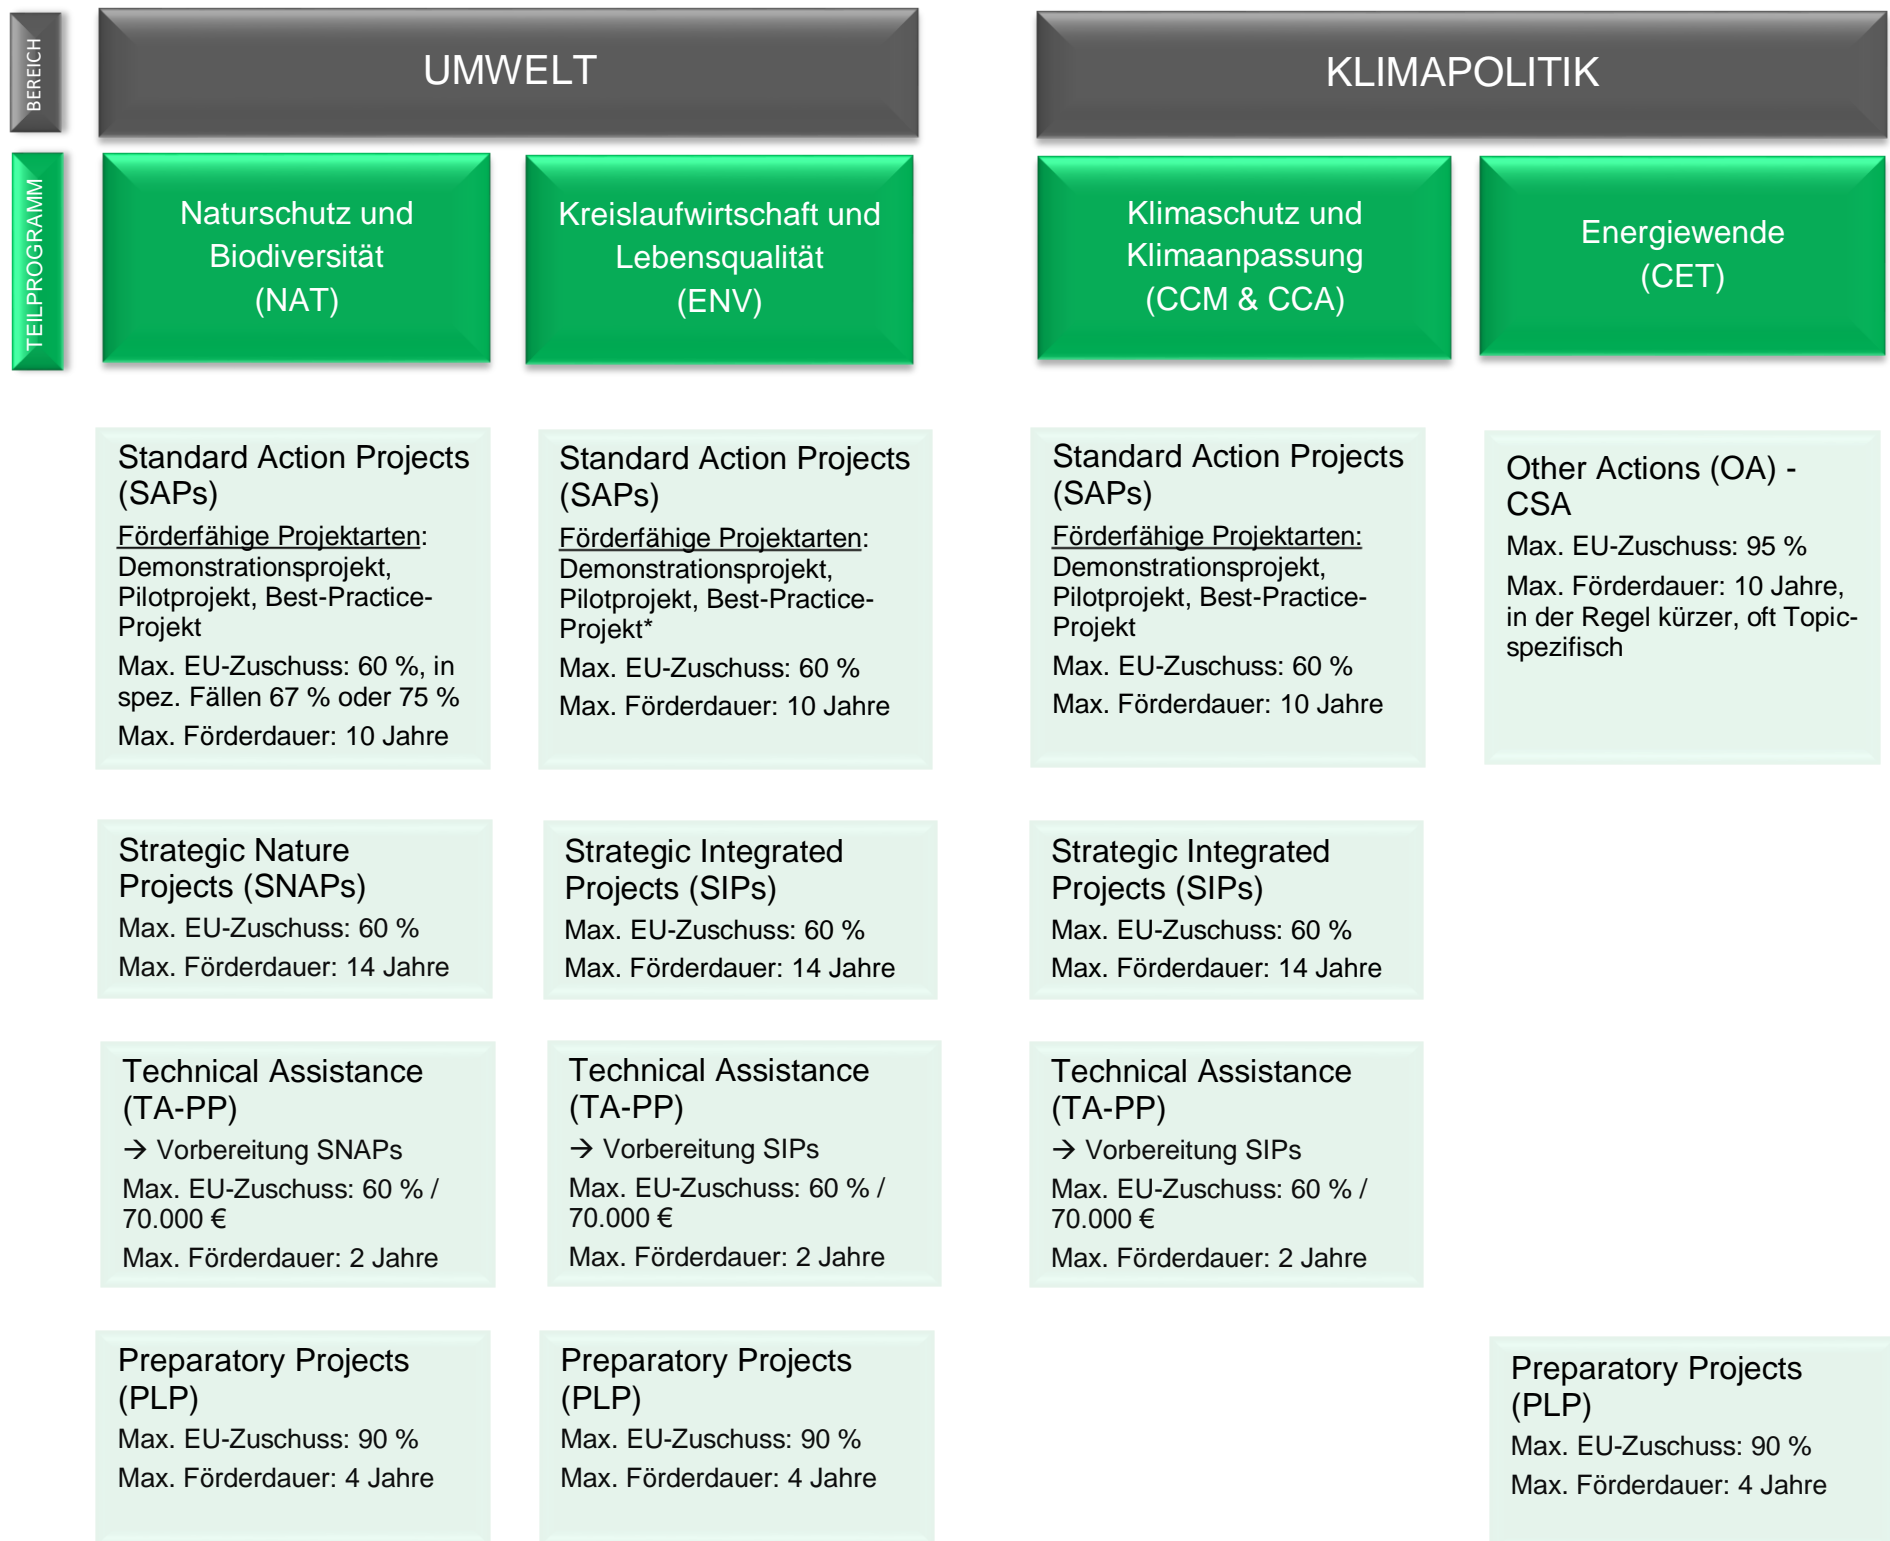 BEREICH
UMWELT
KLIMAPOLITIK
TEILPROGRAMM
Naturschutz und
Biodiversität
(NAT)
Kreislaufwirtschaft und
Lebensqualität
(ENV)
Klimaschutz und
Klimaanpassung
(CCM & CCA)
Energiewende
(CET)
Standard Action Projects
(SAPs)
Förderfähige Projektarten:
Demonstrationsprojekt,
Pilotprojekt, Best-Practice-
Projekt
Max. EU-Zuschuss: 60 %, in
spez. Fällen 67 % oder 75 %
Max. Förderdauer: 10 Jahre
Standard Action Projects
(SAPs)
Förderfähige Projektarten:
Demonstrationsprojekt,
Pilotprojekt, Best-Practice-
Projekt*
Max. EU-Zuschuss: 60 %
Max. Förderdauer: 10 Jahre
Standard Action Projects
(SAPs)
Förderfähige Projektarten:
Demonstrationsprojekt,
Pilotprojekt, Best-Practice-
Projekt
Max. EU-Zuschuss: 60 %
Max. Förderdauer: 10 Jahre
Other Actions (OA) -
CSA
Max. EU-Zuschuss: 95 %
Max. Förderdauer: 10 Jahre,
in der Regel kürzer, oft Topic-
spezifisch
Strategic Nature
Projects (SNAPs)
Max. EU-Zuschuss: 60 %
Max. Förderdauer: 14 Jahre
Strategic Integrated
Projects (SIPs)
Max. EU-Zuschuss: 60 %
Max. Förderdauer: 14 Jahre
Strategic Integrated
Projects (SIPs)
Max. EU-Zuschuss: 60 %
Max. Förderdauer: 14 Jahre
Technical Assistance
(TA-PP)
→ Vorbereitung SNAPs
Max. EU-Zuschuss: 60 % /
70.000 €
Max. Förderdauer: 2 Jahre
Technical Assistance
(TA-PP)
→ Vorbereitung SIPs
Max. EU-Zuschuss: 60 % /
70.000 €
Max. Förderdauer: 2 Jahre
Technical Assistance
(TA-PP)
→ Vorbereitung SIPs
Max. EU-Zuschuss: 60 % /
70.000 €
Max. Förderdauer: 2 Jahre
Preparatory Projects
(PLP)
Max. EU-Zuschuss: 90 %
Max. Förderdauer: 4 Jahre
Preparatory Projects
(PLP)
Max. EU-Zuschuss: 90 %
Max. Förderdauer: 4 Jahre
Preparatory Projects
(PLP)
Max. EU-Zuschuss: 90 %
Max. Förderdauer: 4 Jahre